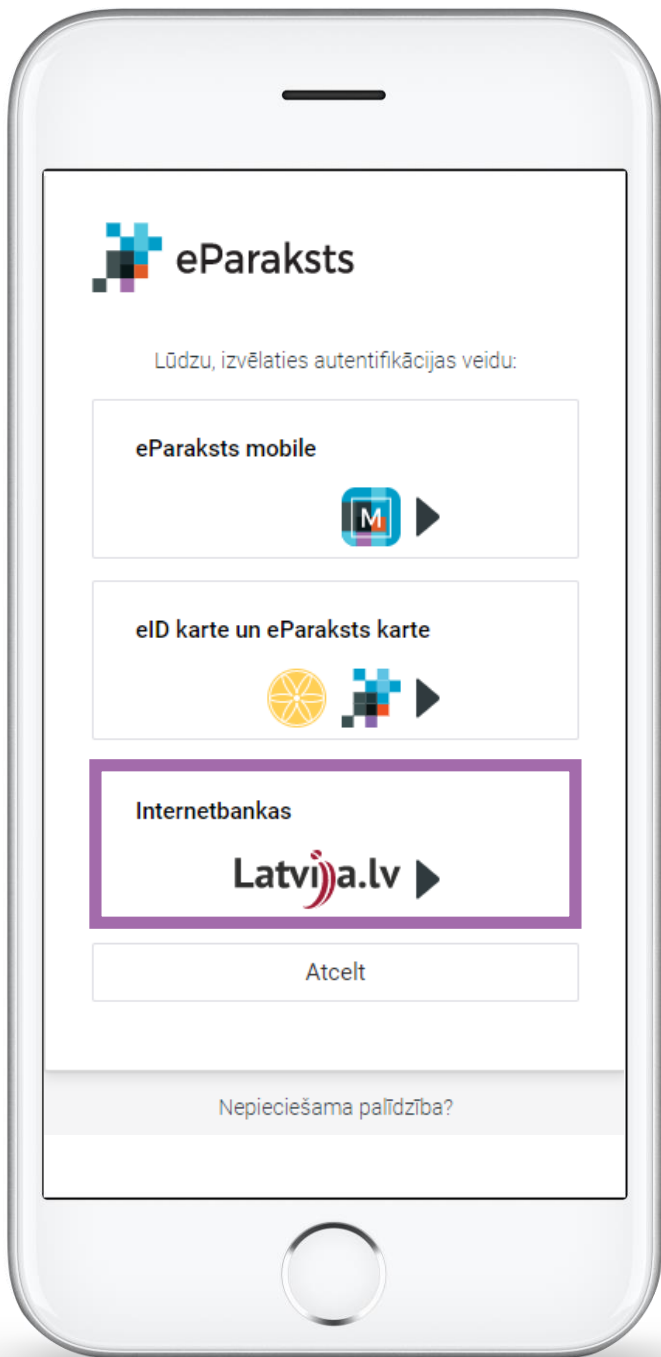 eParaksts
Lūdzu, izvēlaties autentifikācijas veidu:
eParaksts mobile
M
eID karte un eParaksts karte
Internetbankas
Latvija.lv
Atcelt
Nepieciešama palīdzība?